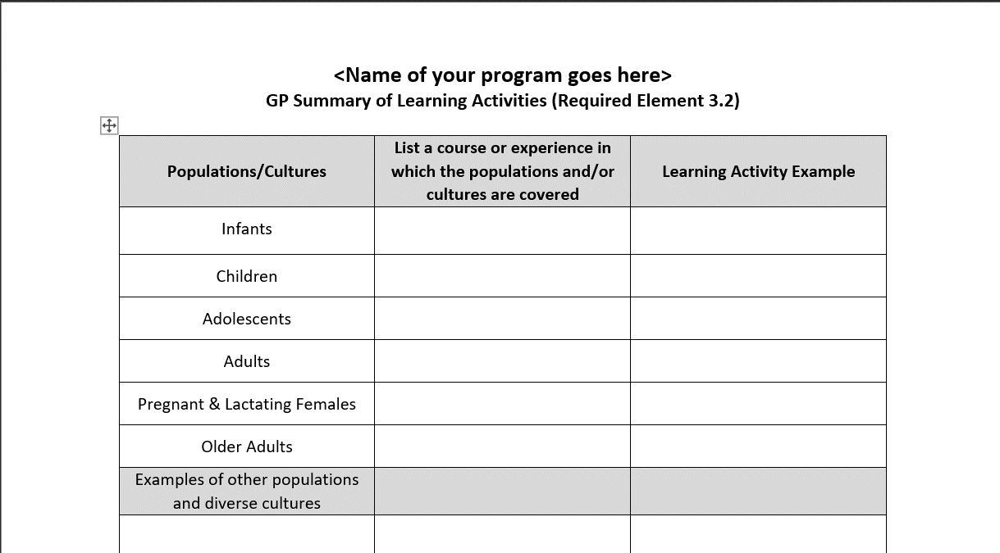 <Name of your program goes here>
GP Summary of Learning Activities (Required Element 3.2)
Populations/Cultures
List a course or experience in
which the populations and/or
cultures are covered
Learning Activity Example
Infants
Children
Adolescents
Adults
Pregnant & Lactating Females
Older Adults
Examples of other populations
and diverse cultures